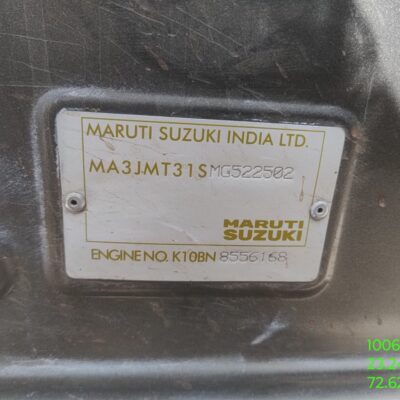 MARUTI SUZUKI INDIA LTD.
MA3JMT31SMG522502
MARUTI
SUZUKI
ENGINE NO. K10BN 8556168